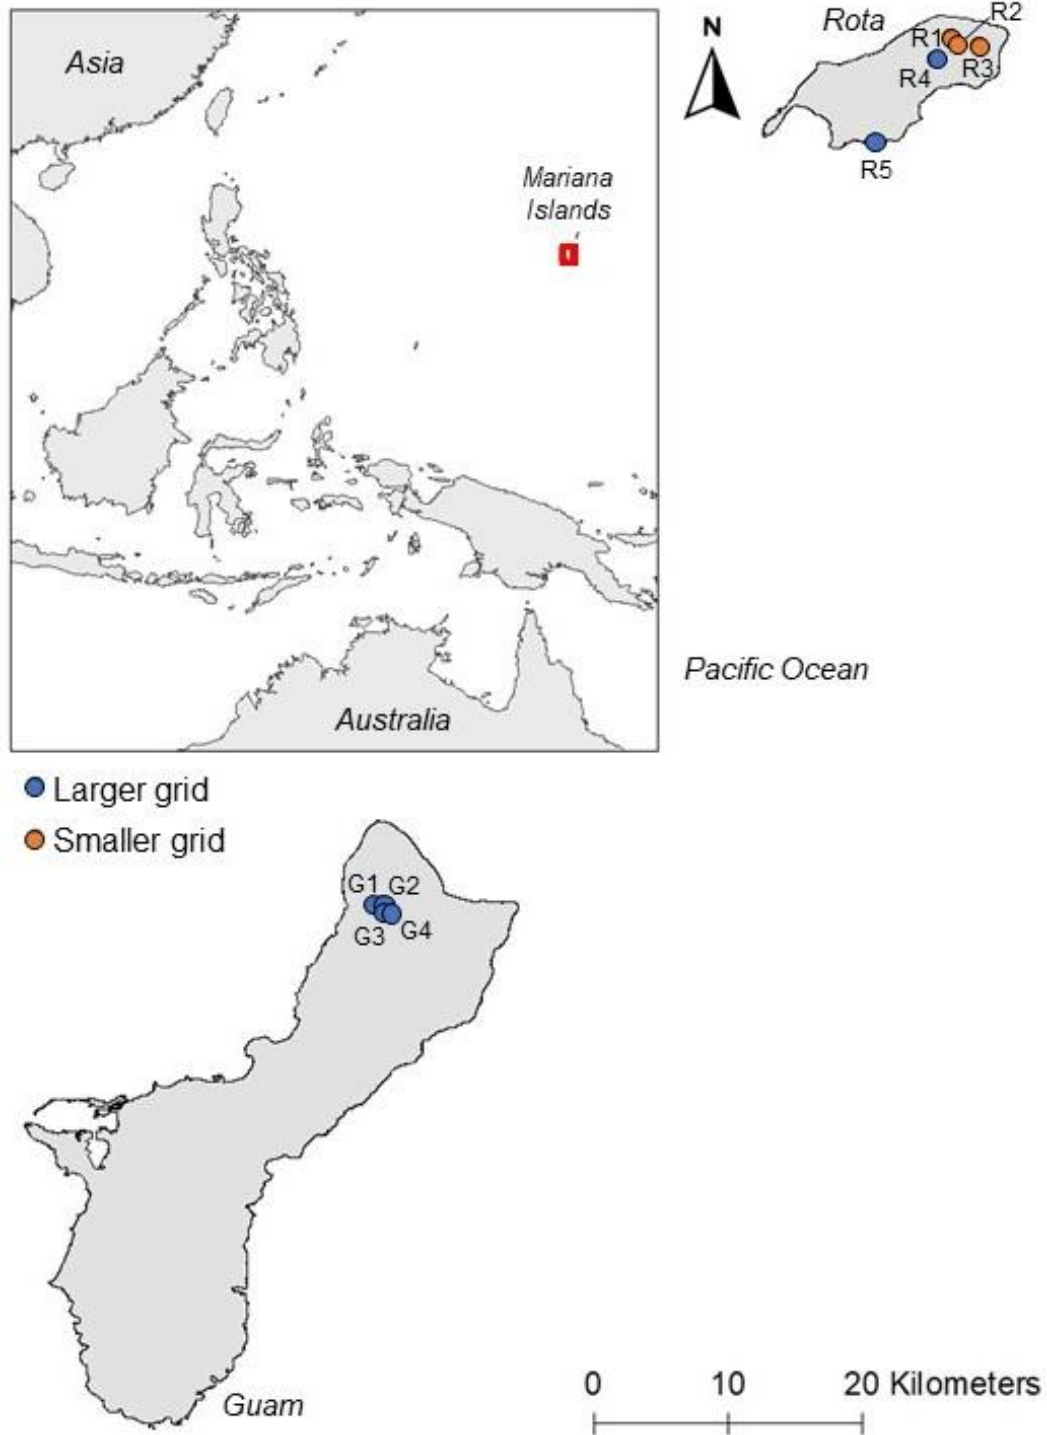 Asia
Mariana
Islands
Australia
N
Rota
R1
R2
R3
R4
R5
Pacific Ocean
Larger grid
Smaller grid
G1
G2
G3
G4
Guam
0
10
20 Kilometers